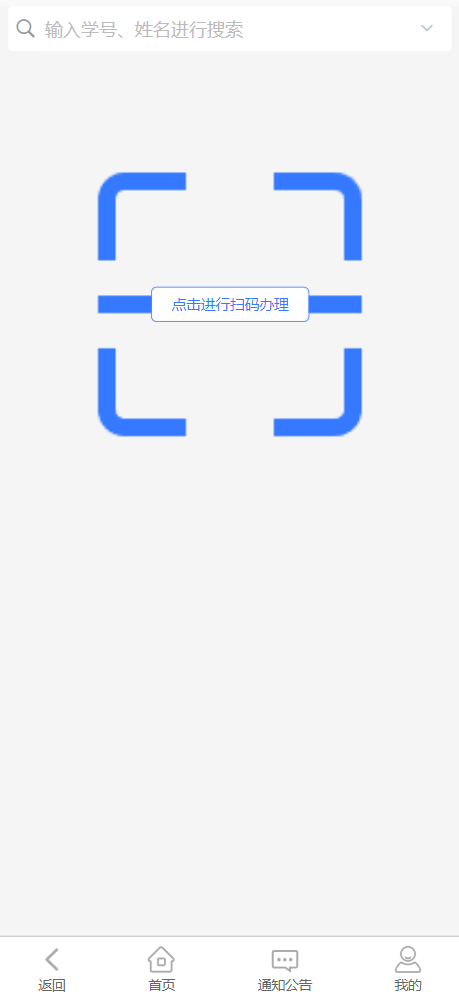 输入学号、姓名进行搜索
点击进行扫码办理
返回
首页
通知公告
我的